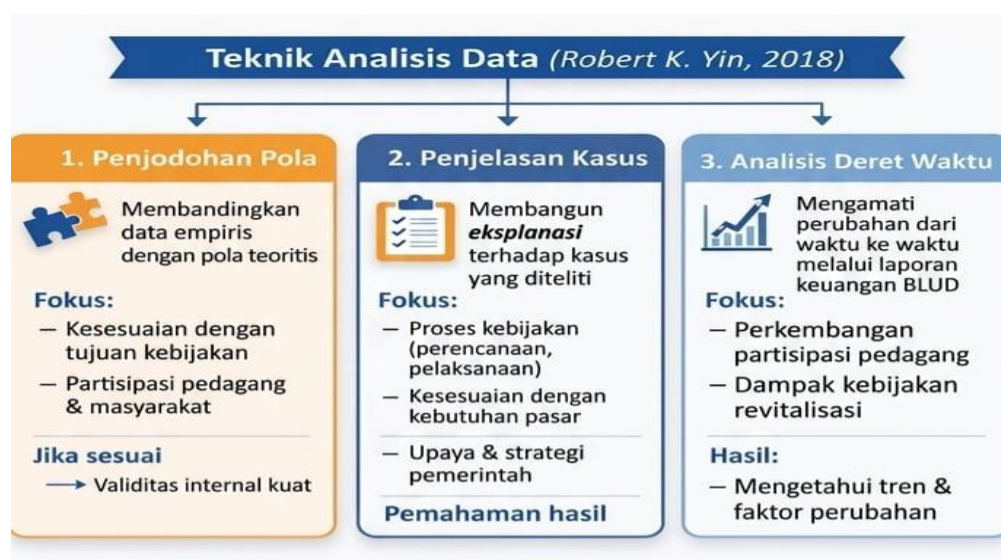 Teknik Analisis Data (Robert K. Yin, 2018)
1. Penjodohan Pola
Membandingkan
data empiris
dengan pola teoritis
Fokus:
— Kesesuaian dengan
tujuan kebijakan
— Partisipasi pedagang
& masyarakat
Jika sesuai
→ Validitas internal kuat
2. Penjelasan Kasus
Membangun
eksplanasi
terhadap kasus
yang diteliti
Fokus:
— Proses kebijakan
(perencanaan,
pelaksanaan)
— Kesesuaian dengan
kebutuhan pasar
— Upaya & strategi
pemerintah
Pemahaman hasil
3. Analisis Deret Waktu
Mengamati
perubahan dari
waktu ke waktu
melalui laporan
keuangan BLUD
Fokus:
— Perkembangan
partisipasi pedagang
— Dampak kebijakan
revitalisasi
Hasil:
— Mengetahui tren &
faktor perubahan